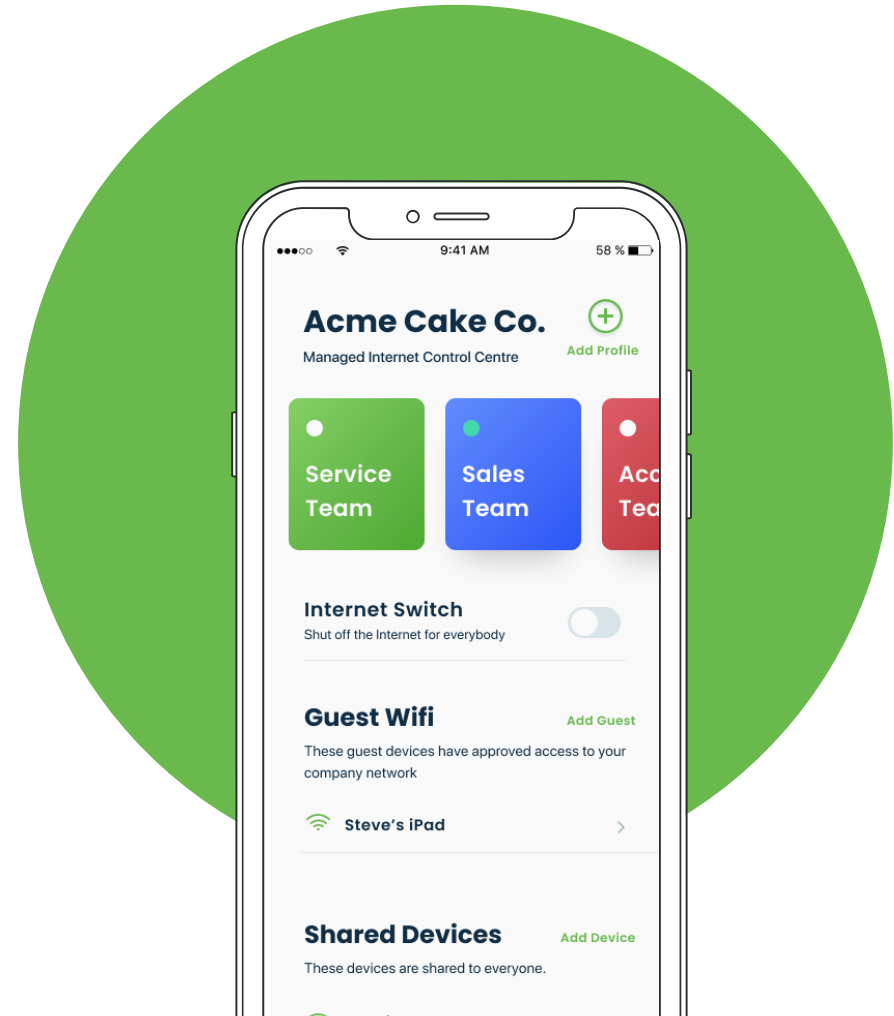 9:41 AM
58 %
Acme Cake Co.
Managed Internet Control Centre
Add Profile
Service
Team
Sales
Team
Acc
Tea
Internet Switch
Shut off the Internet for everybody
Guest Wifi
Add Guest
These guest devices have approved access to your
company network
Steve’s iPad
Shared Devices
Add Device
These devices are shared to everyone.